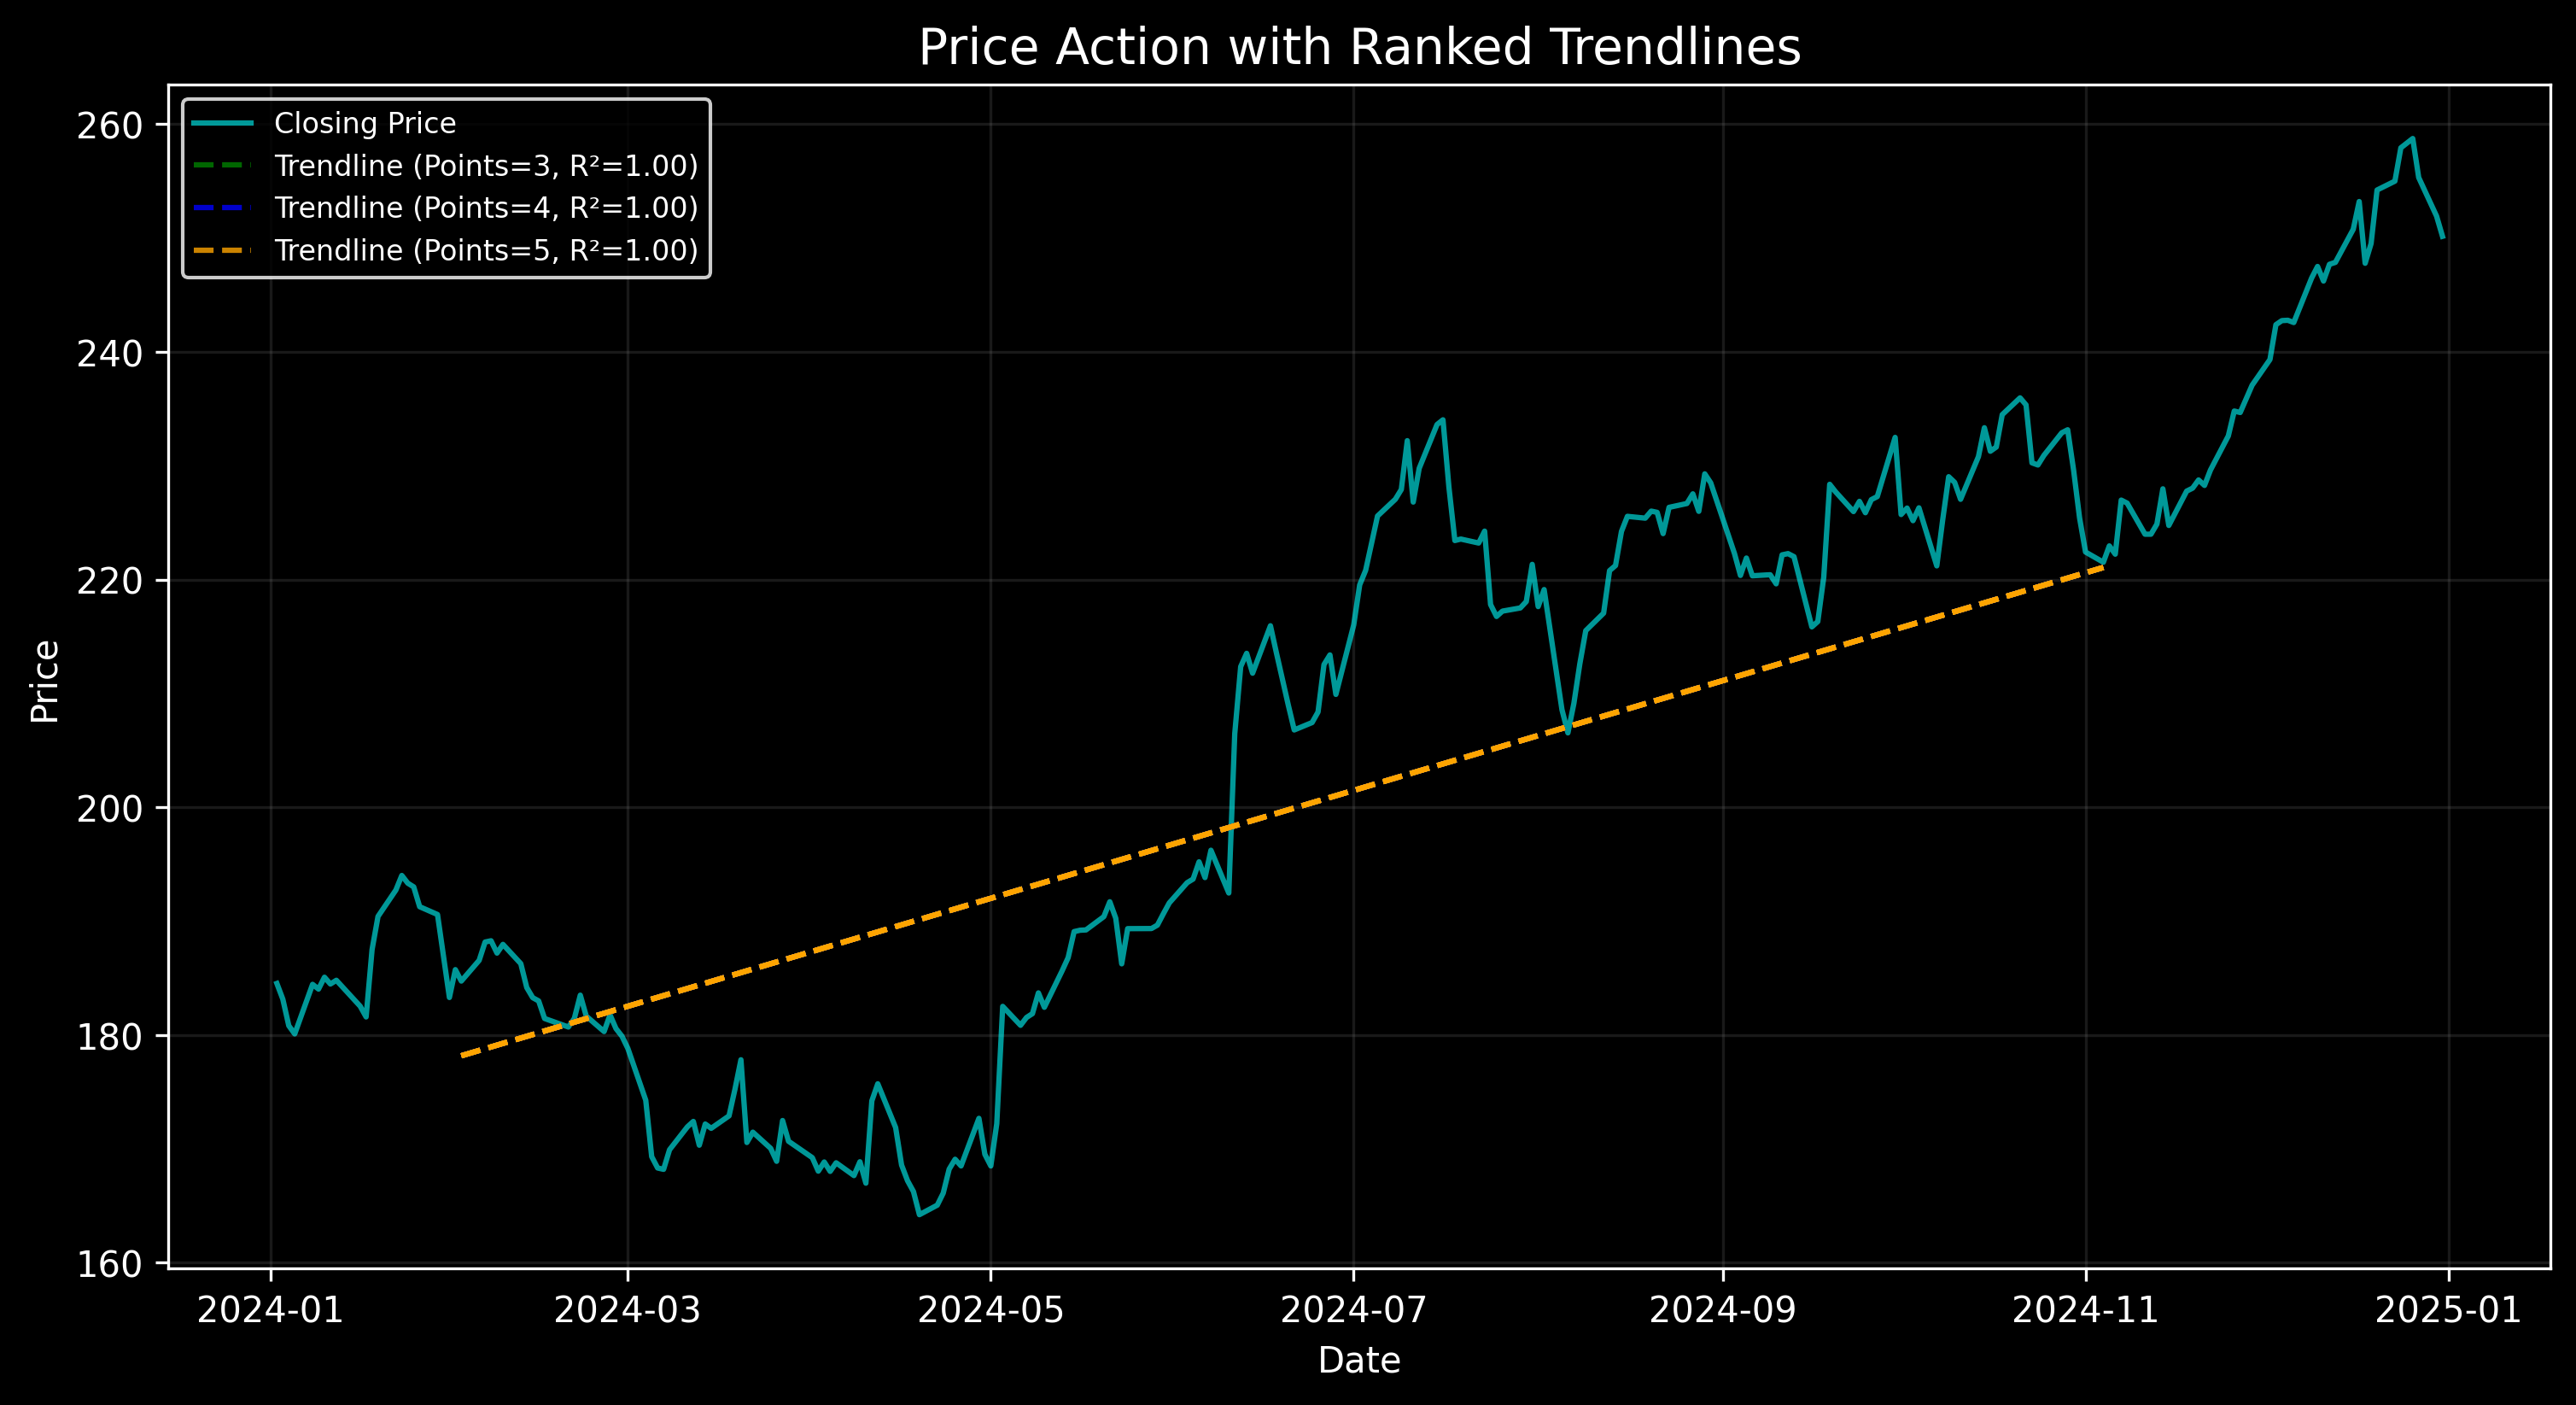 Price Action with Ranked Trendlines
Closing Price
Trendline (Points=3, R²=1.00)
Trendline (Points=4, R²=1.00)
Trendline (Points=5, R²=1.00)
260
240
220
200
180
160
Price
2024-01 2024-03 2024-05 2024-07 2024-09 2024-11 2025-01
Date